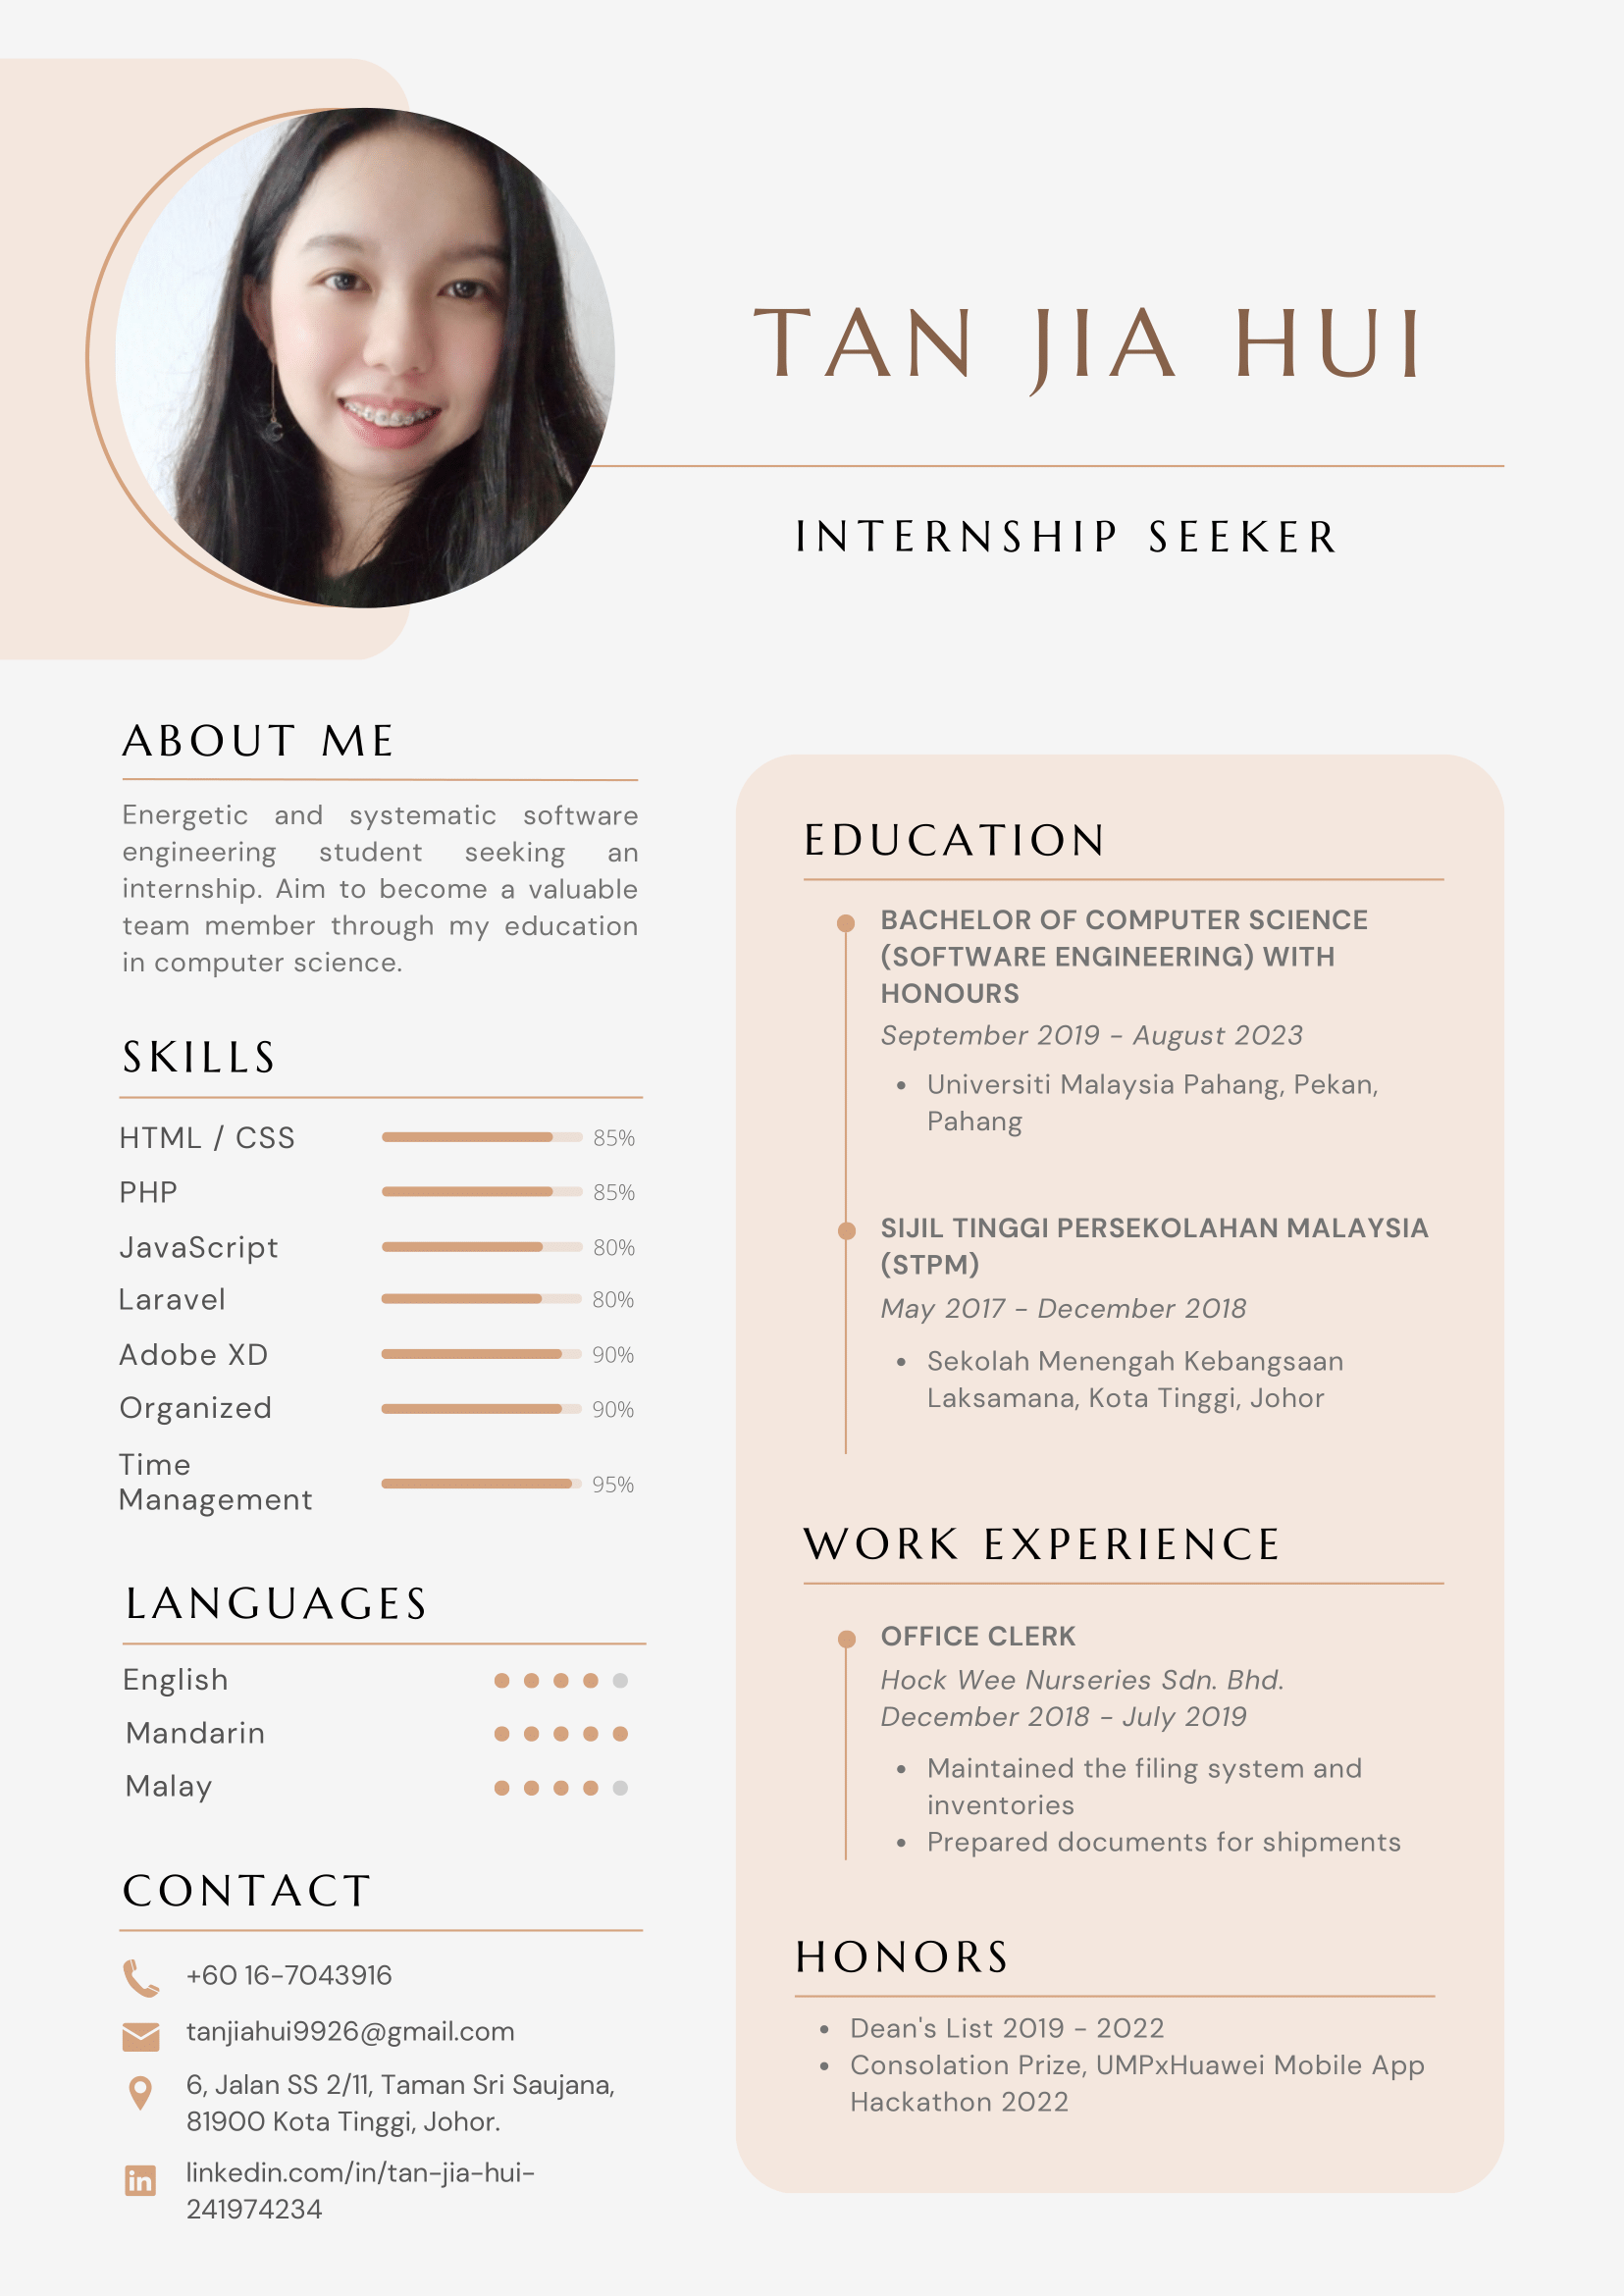 TAN JIA HUI
INTERNSHIP SEEKER
ABOUT ME
Energetic and systematic software
engineering student seeking an
internship. Aim to become a valuable
team member through my education
in computer science.
SKILLS
HTML / CSS 85%
PHP 85%
JavaScript 80%
Laravel 80%
Adobe XD 90%
Organized 90%
Time
Management 95%
LANGUAGES
English
Mandarin
Malay
CONTACT
+60 16-7043916
tanjiahui9926@gmail.com
6, Jalan SS 2/11, Taman Sri Saujana,
81900 Kota Tinggi, Johor.
in
linkedin.com/in/tan-jia-hui-
241974234
EDUCATION
BACHELOR OF COMPUTER SCIENCE
(SOFTWARE ENGINEERING) WITH
HONOURS
September 2019 - August 2023
• Universiti Malaysia Pahang, Pekan,
Pahang
SIJIL TINGGI PERSEKOLAHAN MALAYSIA
(STPM)
May 2017 - December 2018
• Sekolah Menengah Kebangsaan
Laksamana, Kota Tinggi, Johor
WORK EXPERIENCE
OFFICE CLERK
Hock Wee Nurseries Sdn. Bhd.
December 2018 - July 2019
• Maintained the filing system and
inventories
• Prepared documents for shipments
HONORS
• Dean's List 2019 - 2022
• Consolation Prize, UMPxHuawei Mobile App
Hackathon 2022